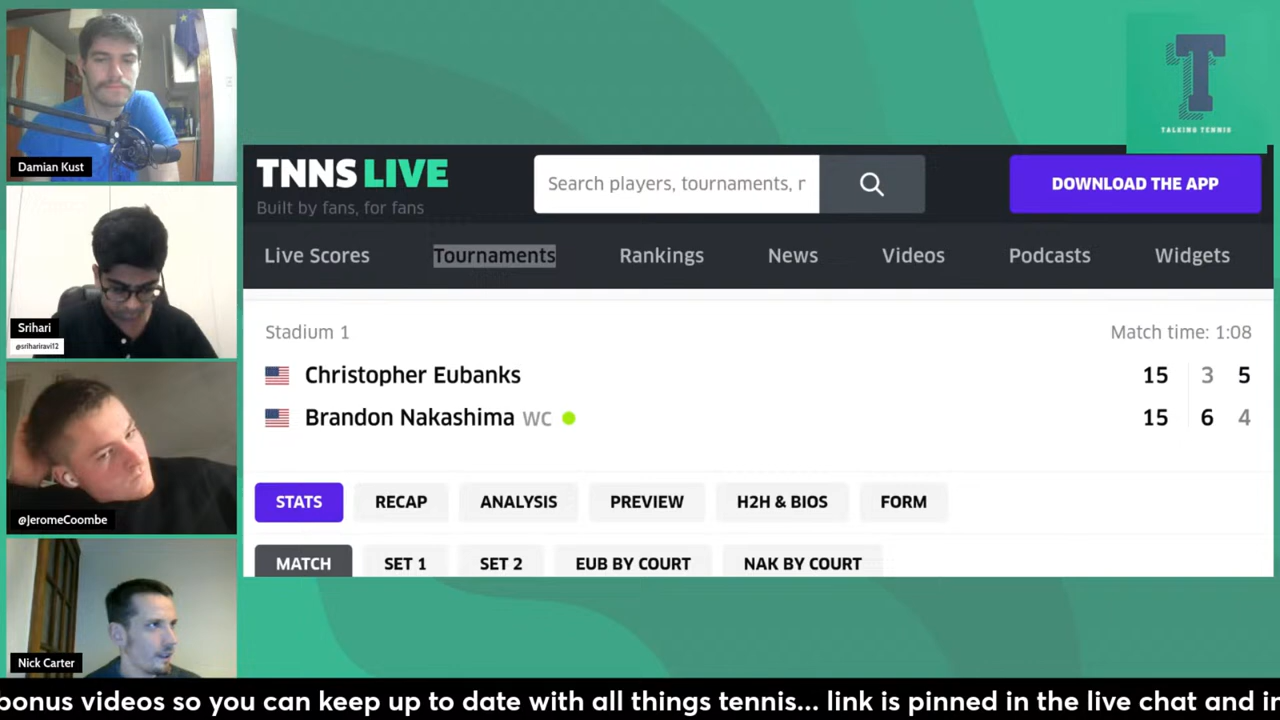 Damian Kust
Srihari
@srihariravi12
@JeromeCoombe
Nick Carter
T
TALKING TENNIS
TNNS LIVE
Built by fans, for fans
Search players, tournaments, r
DOWNLOAD THE APP
Live Scores Tournaments Rankings News Videos Podcasts Widgets
Stadium 1 Match time: 1:08
Christopher Eubanks 15 3 5
Brandon Nakashima WC 15 6 4
STATS RECAP ANALYSIS PREVIEW H2H & BIOS FORM
MATCH SET 1 SET 2 EUB BY COURT NAK BY COURT
bonus videos so you can keep up to date with all things tennis... link is pinned in the live chat and i